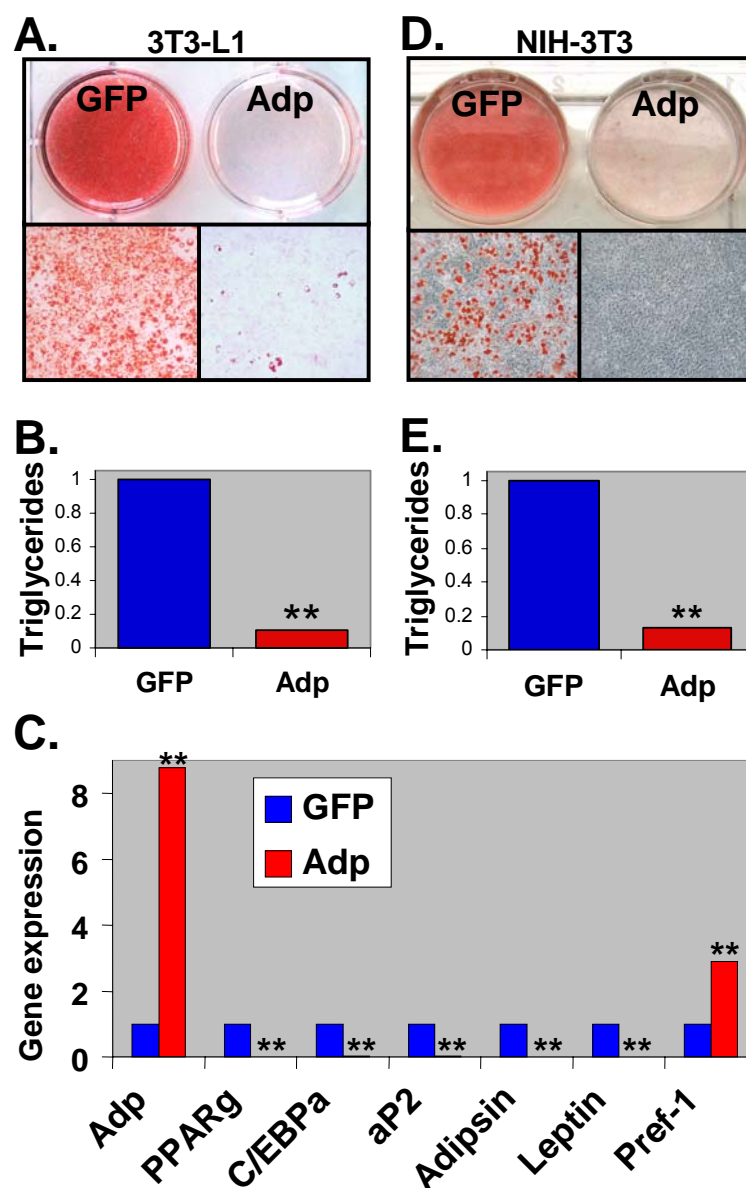 A.
3T3-L1
GFP
Adp
D.
NIH-3T3
GFP
Adp
B.
Triglycerides
1
0.8
0.6
0.4
0.2
0
**
GFP
Adp
E.
Triglycerides
1
0.8
0.6
0.4
0.2
0
**
GFP
Adp
C.
Gene expression
8
6
4
2
0
GFP
Adp
**
**
**
**
**
**
**
Adp
PPARg
C/EBPa
aP2
Adipsin
Leptin
Pref-1